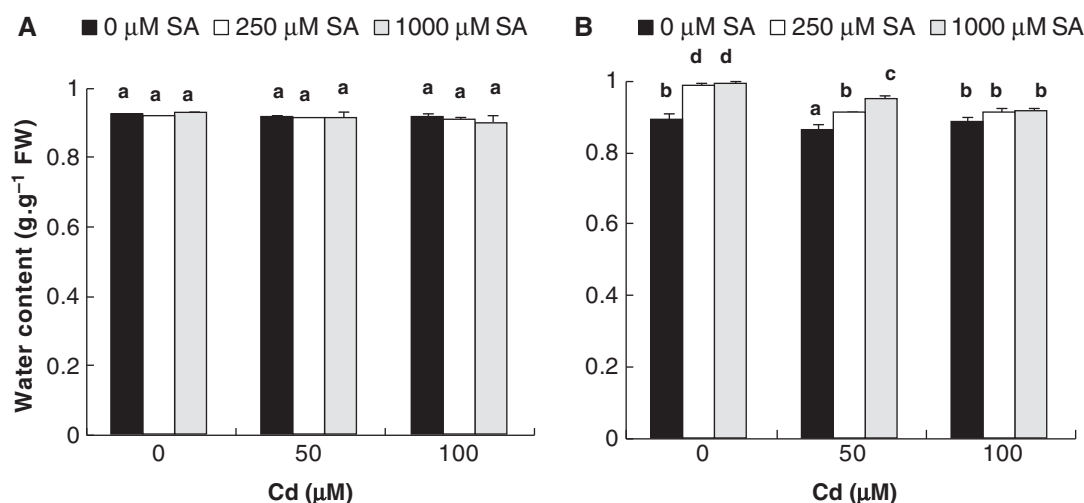 A ■ 0 µM SA □ 250 µM SA □ 1000 µM SA
Water content (g.g⁻¹ FW)
1
0.8
0.6
0.4
0.2
0
a a a a a a a a a
0 50 100
Cd (µM)
B ■ 0 µM SA □ 250 µM SA □ 1000 µM SA
1
0.8
0.6
0.4
0.2
0
b d d a b c b b b
0 50 100
Cd (µM)